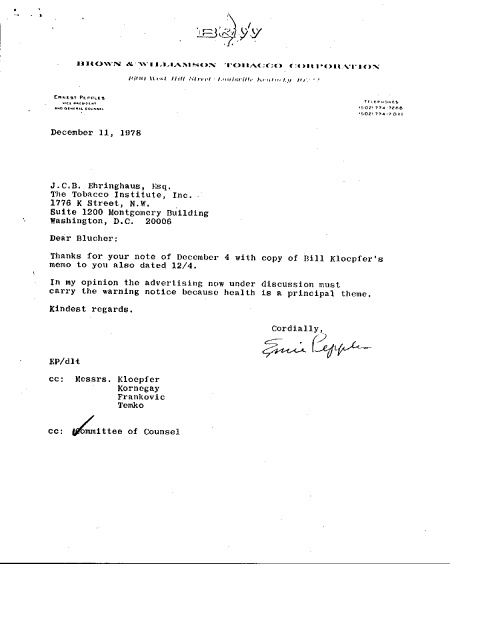 B&W
BROWN & WILLIAMSON TOBACCO CORPORATION
1600 West Hill Street Louisville Kentucky
ERNEST PEPPLES
VICE PRESIDENT
AND GENERAL COUNSEL
TELEPHONES
(502) 774-7288
(502) 774-7011
December 11, 1978
J.C.B. Ehringhaus, Esq.
The Tobacco Institute, Inc.
1776 K Street, N.W.
Suite 1200 Montgomery Building
Washington, D.C. 20006
Dear Blucher:
Thanks for your note of December 4 with copy of Bill Kloepfer's
memo to you also dated 12/4.
In my opinion the advertising now under discussion must
carry the warning notice because health is a principal theme.
Kindest regards.
Cordially,
Ernie Pepples
EP/dlt
cc: Messrs. Kloepfer
Kornegay
Frankovic
Temko
cc: Committee of Counsel